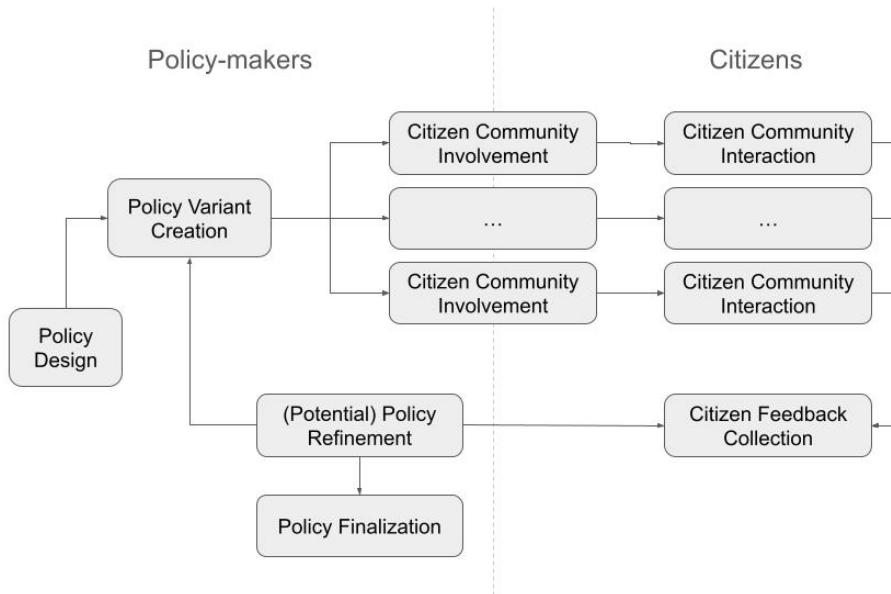 Policy-makers
Citizens
Citizen Community
Involvement
Citizen Community
Interaction
Policy Variant
Creation
...
...
Citizen Community
Involvement
Citizen Community
Interaction
Policy
Design
(Potential) Policy
Refinement
Citizen Feedback
Collection
Policy Finalization